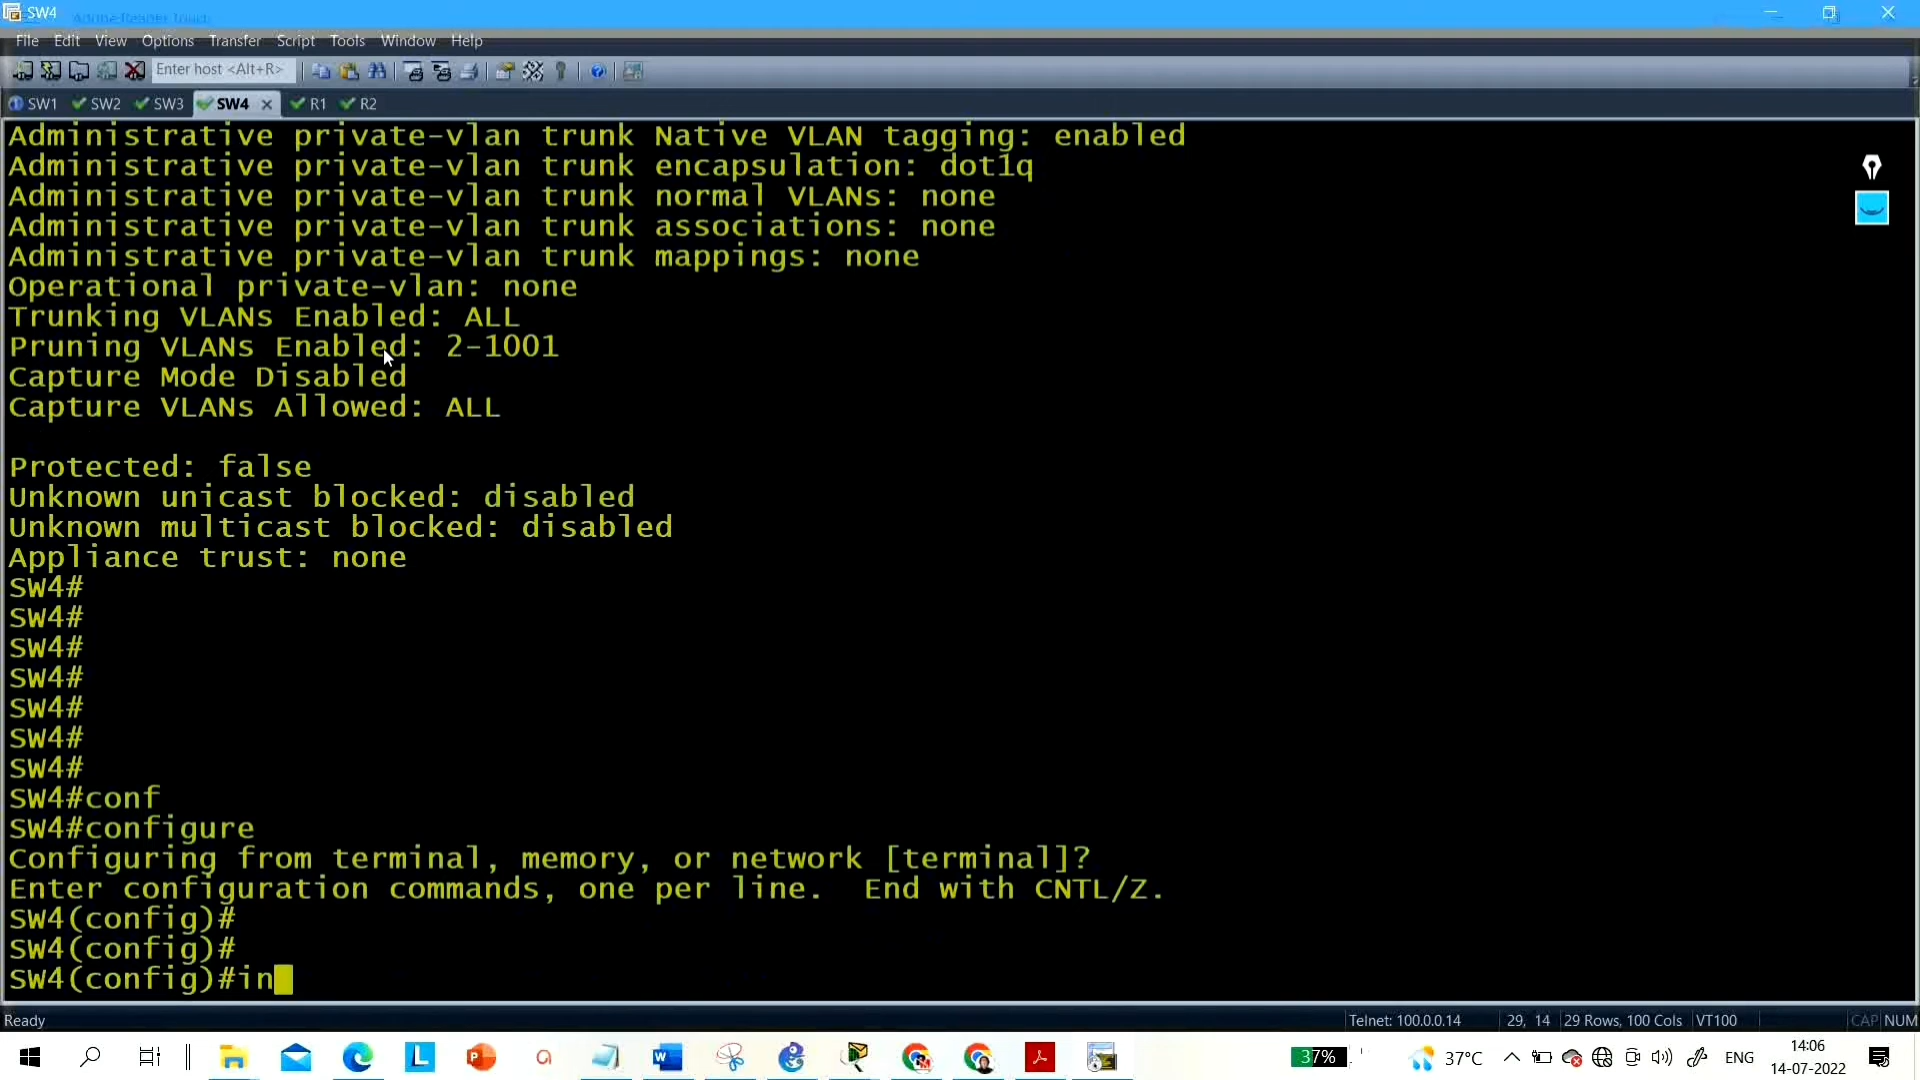 SW4
File Edit View Options Transfer Script Tools Window Help
Enter host <Alt+R>
SW1 SW2 SW3 SW4 R1 R2
Administrative private-vlan trunk Native VLAN tagging: enabled
Administrative private-vlan trunk encapsulation: dot1q
Administrative private-vlan trunk normal VLANs: none
Administrative private-vlan trunk associations: none
Administrative private-vlan trunk mappings: none
Operational private-vlan: none
Trunking VLANs Enabled: ALL
Pruning VLANs Enabled: 2-1001
Capture Mode Disabled
Capture VLANs Allowed: ALL
Protected: false
Unknown unicast blocked: disabled
Unknown multicast blocked: disabled
Appliance trust: none
SW4#
SW4#
SW4#
SW4#
SW4#
SW4#
SW4#
SW4#conf
SW4#configure
Configuring from terminal, memory, or network [terminal]?
Enter configuration commands, one per line.  End with CNTL/Z.
SW4(config)#
SW4(config)#
SW4(config)#in
Ready
Telnet: 100.0.0.14 29, 14 29 Rows, 100 Cols VT100 CAP NUM
37% 37°C ENG 14:06
14-07-2022